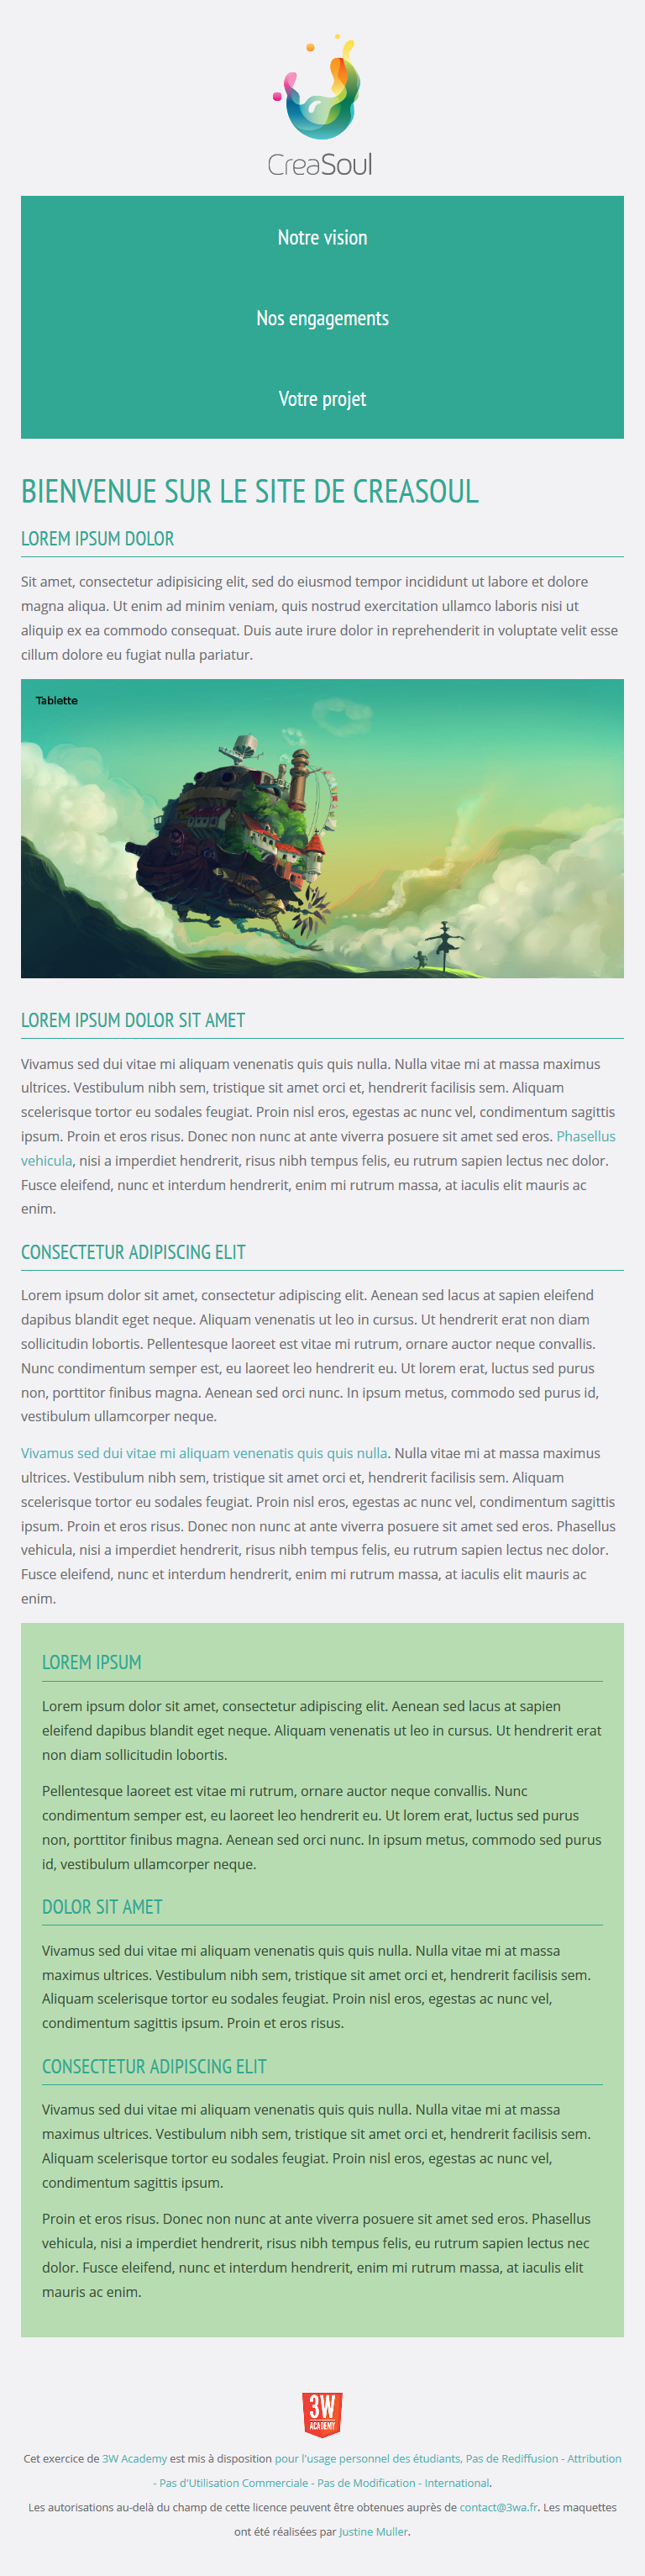 CreaSoul
Notre vision
Nos engagements
Votre projet
BIENVENUE SUR LE SITE DE CREASOUL
LOREM IPSUM DOLOR
Sit amet, consectetur adipisicing elit, sed do eiusmod tempor incididunt ut labore et dolore
magna aliqua. Ut enim ad minim veniam, quis nostrud exercitation ullamco laboris nisi ut
aliquip ex ea commodo consequat. Duis aute irure dolor in reprehenderit in voluptate velit esse
cillum dolore eu fugiat nulla pariatur.
Tablette
LOREM IPSUM DOLOR SIT AMET
Vivamus sed dui vitae mi aliquam venenatis quis quis nulla. Nulla vitae mi at massa maximus
ultrices. Vestibulum nibh sem, tristique sit amet orci et, hendrerit facilisis sem. Aliquam
scelerisque tortor eu sodales feugiat. Proin nisl eros, egestas ac nunc vel, condimentum sagittis
ipsum. Proin et eros risus. Donec non nunc at ante viverra posuere sit amet sed eros. Phasellus
vehicula, nisi a imperdiet hendrerit, risus nibh tempus felis, eu rutrum sapien lectus nec dolor.
Fusce eleifend, nunc et interdum hendrerit, enim mi rutrum massa, at iaculis elit mauris ac
enim.
CONSECTETUR ADIPISCING ELIT
Lorem ipsum dolor sit amet, consectetur adipiscing elit. Aenean sed lacus at sapien eleifend
dapibus blandit eget neque. Aliquam venenatis ut leo in cursus. Ut hendrerit erat non diam
sollicitudin lobortis. Pellentesque laoreet est vitae mi rutrum, ornare auctor neque convallis.
Nunc condimentum semper est, eu laoreet leo hendrerit eu. Ut lorem erat, luctus sed purus
non, porttitor finibus magna. Aenean sed orci nunc. In ipsum metus, commodo sed purus id,
vestibulum ullamcorper neque.
Vivamus sed dui vitae mi aliquam venenatis quis quis nulla. Nulla vitae mi at massa maximus
ultrices. Vestibulum nibh sem, tristique sit amet orci et, hendrerit facilisis sem. Aliquam
scelerisque tortor eu sodales feugiat. Proin nisl eros, egestas ac nunc vel, condimentum sagittis
ipsum. Proin et eros risus. Donec non nunc at ante viverra posuere sit amet sed eros. Phasellus
vehicula, nisi a imperdiet hendrerit, risus nibh tempus felis, eu rutrum sapien lectus nec dolor.
Fusce eleifend, nunc et interdum hendrerit, enim mi rutrum massa, at iaculis elit mauris ac
enim.
LOREM IPSUM
Lorem ipsum dolor sit amet, consectetur adipiscing elit. Aenean sed lacus at sapien
eleifend dapibus blandit eget neque. Aliquam venenatis ut leo in cursus. Ut hendrerit erat
non diam sollicitudin lobortis.
Pellentesque laoreet est vitae mi rutrum, ornare auctor neque convallis. Nunc
condimentum semper est, eu laoreet leo hendrerit eu. Ut lorem erat, luctus sed purus
non, porttitor finibus magna. Aenean sed orci nunc. In ipsum metus, commodo sed purus
id, vestibulum ullamcorper neque.
DOLOR SIT AMET
Vivamus sed dui vitae mi aliquam venenatis quis quis nulla. Nulla vitae mi at massa
maximus ultrices. Vestibulum nibh sem, tristique sit amet orci et, hendrerit facilisis sem.
Aliquam scelerisque tortor eu sodales feugiat. Proin nisl eros, egestas ac nunc vel,
condimentum sagittis ipsum. Proin et eros risus.
CONSECTETUR ADIPISCING ELIT
Vivamus sed dui vitae mi aliquam venenatis quis quis nulla. Nulla vitae mi at massa
maximus ultrices. Vestibulum nibh sem, tristique sit amet orci et, hendrerit facilisis sem.
Aliquam scelerisque tortor eu sodales feugiat. Proin nisl eros, egestas ac nunc vel,
condimentum sagittis ipsum.
Proin et eros risus. Donec non nunc at ante viverra posuere sit amet sed eros. Phasellus
vehicula, nisi a imperdiet hendrerit, risus nibh tempus felis, eu rutrum sapien lectus nec
dolor. Fusce eleifend, nunc et interdum hendrerit, enim mi rutrum massa, at iaculis elit
mauris ac enim.
3W
ACADEMY
Cet exercice de 3W Academy est mis à disposition pour l'usage personnel des étudiants. Pas de Rediffusion - Attribution
- Pas d'Utilisation Commerciale - Pas de Modification - International.
Les autorisations au-delà du champ de cette licence peuvent être obtenues auprès de contact@3wa.fr. Les maquettes
ont été réalisées par Justine Muller.